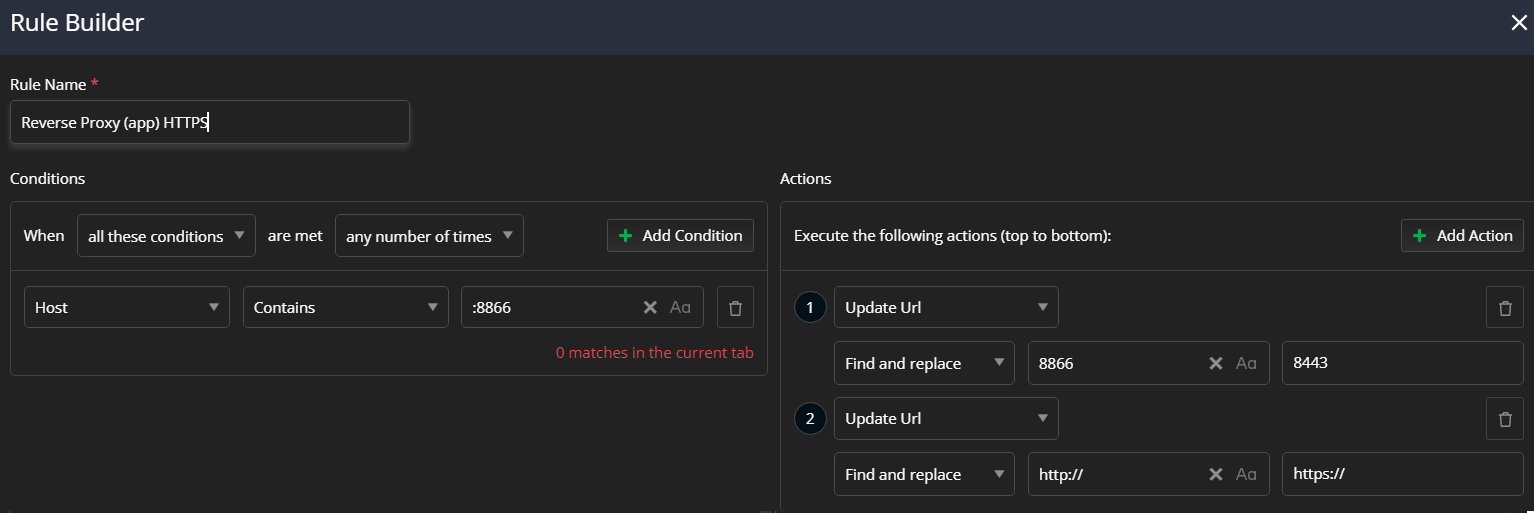 Rule Builder
Rule Name *
Reverse Proxy (app) HTTPS
Conditions
Actions
When all these conditions are met any number of times + Add Condition
Execute the following actions (top to bottom): + Add Action
Host Contains :8866 Aa
0 matches in the current tab
1 Update Url
Find and replace 8866 Aa 8443
2 Update Url
Find and replace http:// Aa https://